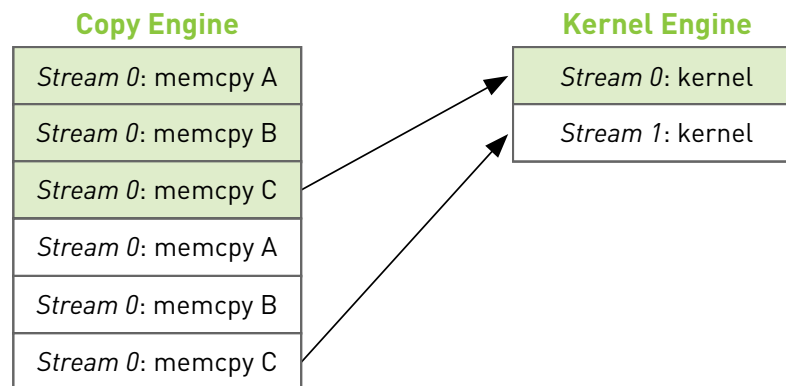 Copy Engine
Stream 0: memcpy A
Stream 0: memcpy B
Stream 0: memcpy C
Stream 0: memcpy A
Stream 0: memcpy B
Stream 0: memcpy C
Kernel Engine
Stream 0: kernel
Stream 1: kernel